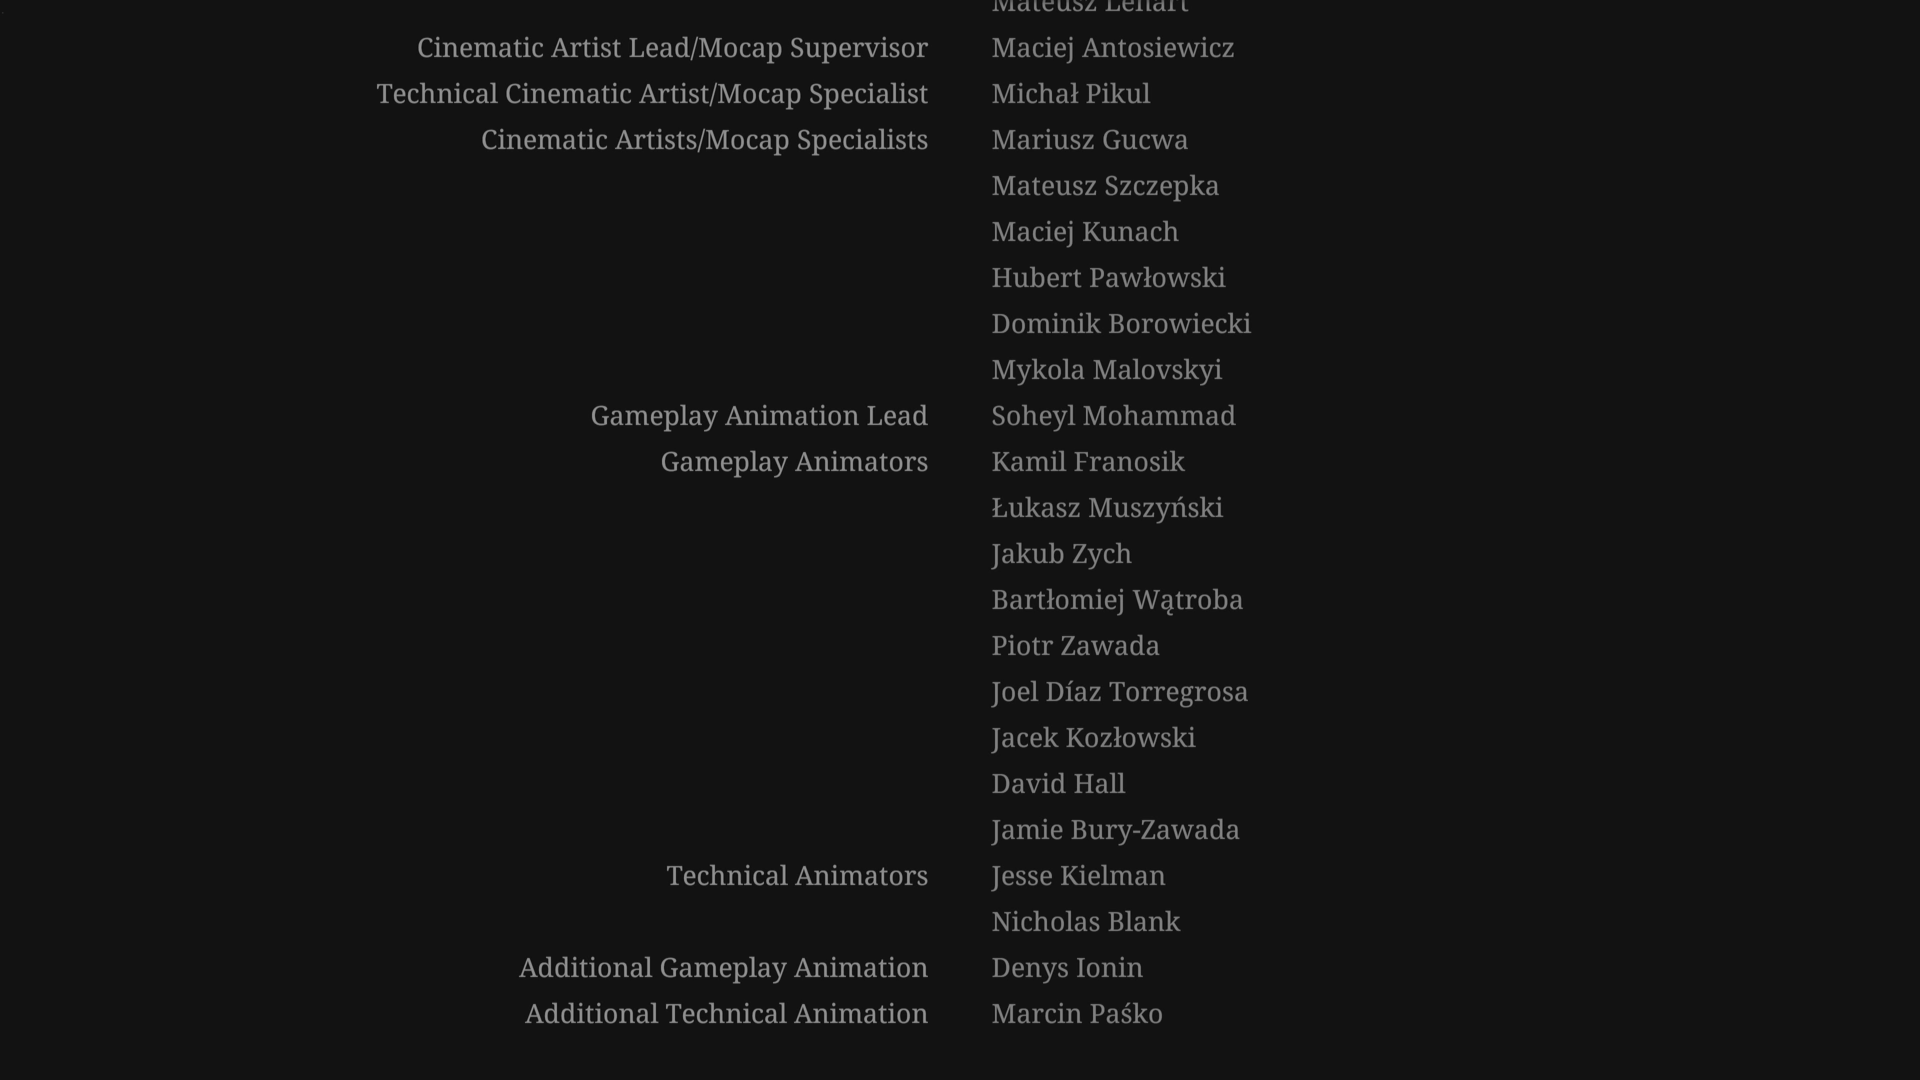 Mateusz Lenart
Cinematic Artist Lead/Mocap Supervisor Maciej Antosiewicz
Technical Cinematic Artist/Mocap Specialist Michał Pikul
Cinematic Artists/Mocap Specialists Mariusz Gucwa
Mateusz Szczepka
Maciej Kunach
Hubert Pawłowski
Dominik Borowiecki
Mykola Malovskyi
Gameplay Animation Lead Soheyl Mohammad
Gameplay Animators Kamil Franosik
Łukasz Muszyński
Jakub Zych
Bartłomiej Wątroba
Piotr Zawada
Joel Díaz Torregrosa
Jacek Kozłowski
David Hall
Jamie Bury-Zawada
Technical Animators Jesse Kielman
Nicholas Blank
Additional Gameplay Animation Denys Ionin
Additional Technical Animation Marcin Paśko